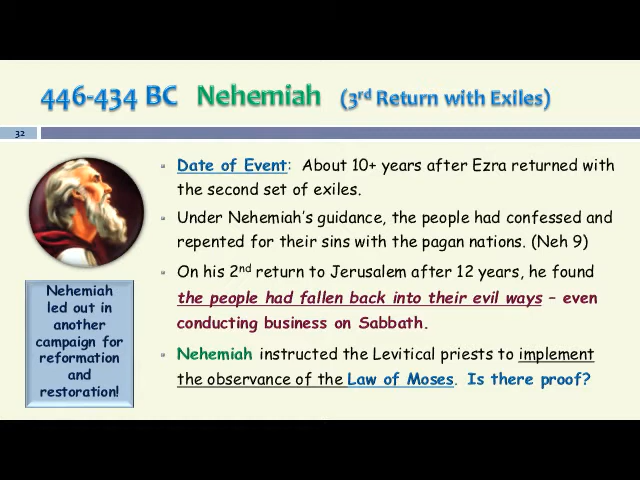 446-434 BC Nehemiah (3rd Return with Exiles)
32
Date of Event: About 10+ years after Ezra returned with
the second set of exiles.
Under Nehemiah's guidance, the people had confessed and
repented for their sins with the pagan nations. (Neh 9)
On his 2nd return to Jerusalem after 12 years, he found
the people had fallen back into their evil ways – even
conducting business on Sabbath.
Nehemiah instructed the Levitical priests to implement
the observance of the Law of Moses. Is there proof?
Nehemiah
led out in
another
campaign for
reformation
and
restoration!